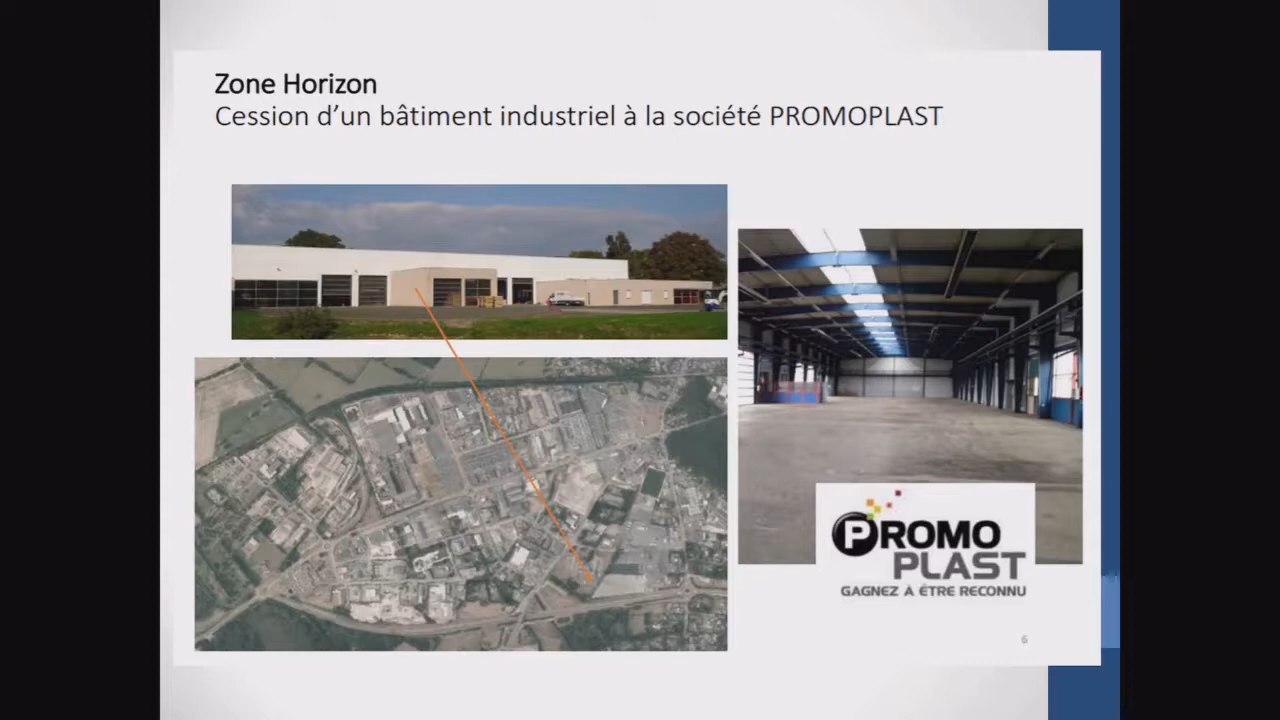 Zone Horizon
Cession d’un bâtiment industriel à la société PROMOPLAST
PROMO
PLAST
GAGNEZ À ÊTRE RECONNU
6